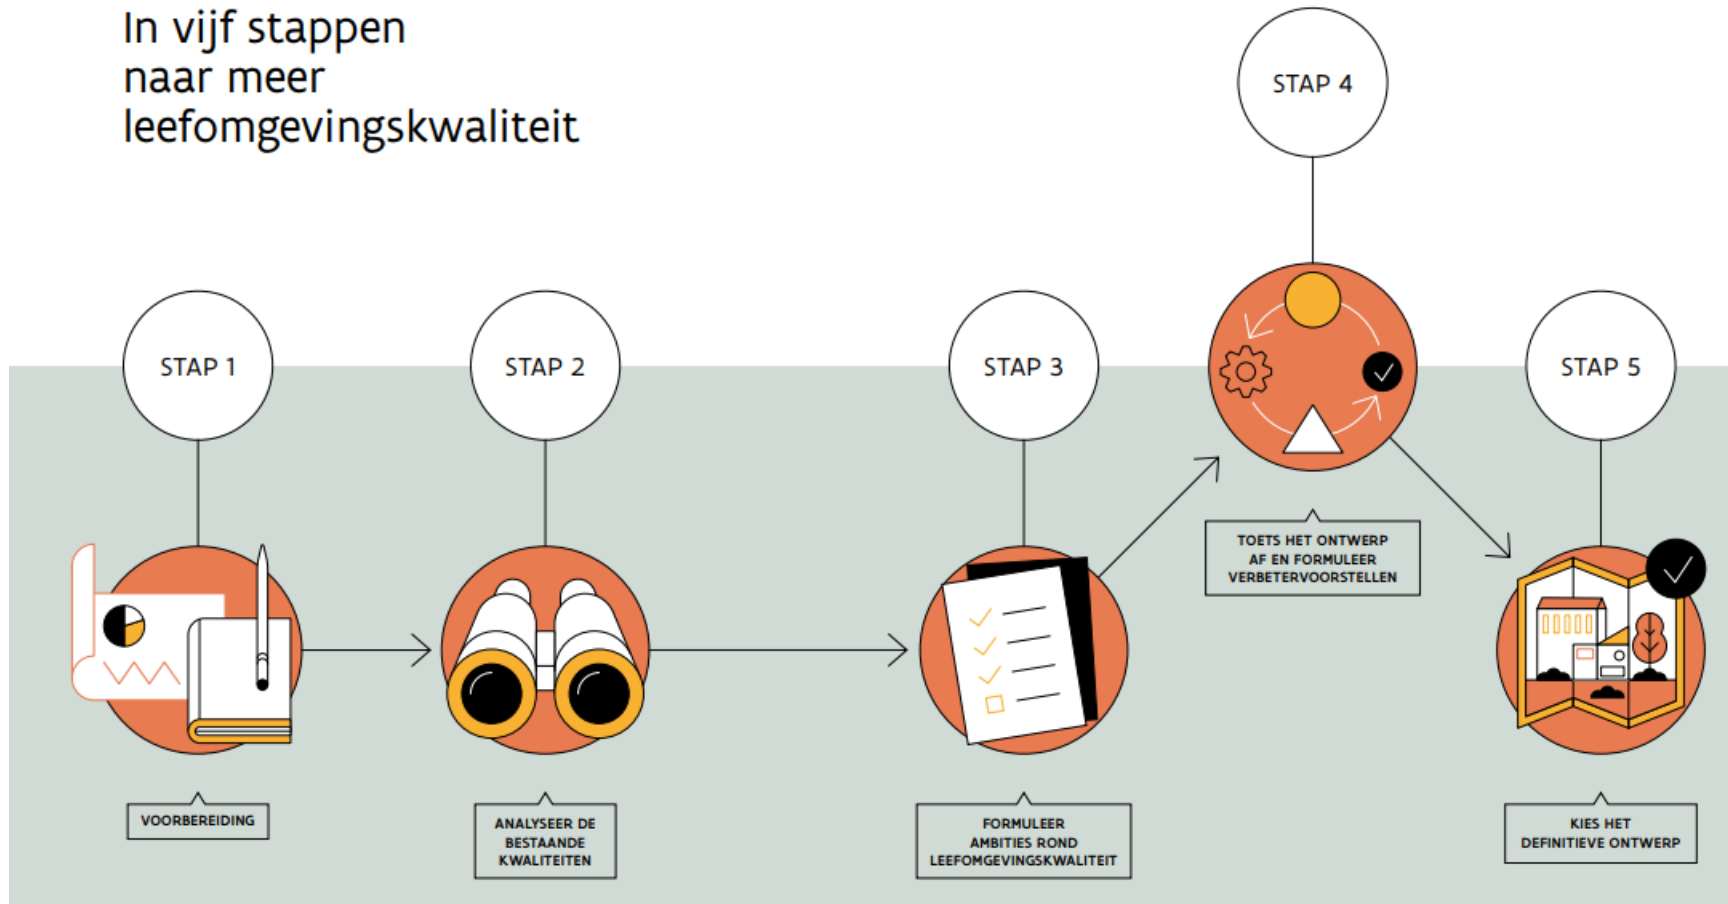 In vijf stappen
naar meer
leefomgevingskwaliteit
STAP 1
VOORBEREIDING
STAP 2
ANALYSEER DE
BESTAANDE
KWALITEITEN
STAP 3
FORMULEER
AMBITIES ROND
LEEFOMGEVINGSKWALITEIT
STAP 4
TOETS HET ONTWERP
AF EN FORMULEER
VERBETERVOORSTELLEN
STAP 5
KIES HET
DEFINITIEVE ONTWERP